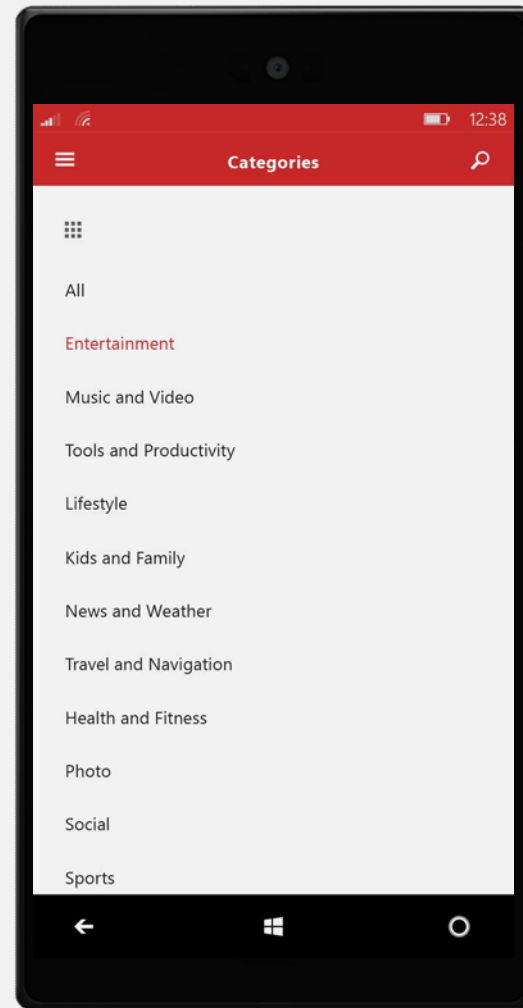 12:38
Categories
All
Entertainment
Music and Video
Tools and Productivity
Lifestyle
Kids and Family
News and Weather
Travel and Navigation
Health and Fitness
Photo
Social
Sports